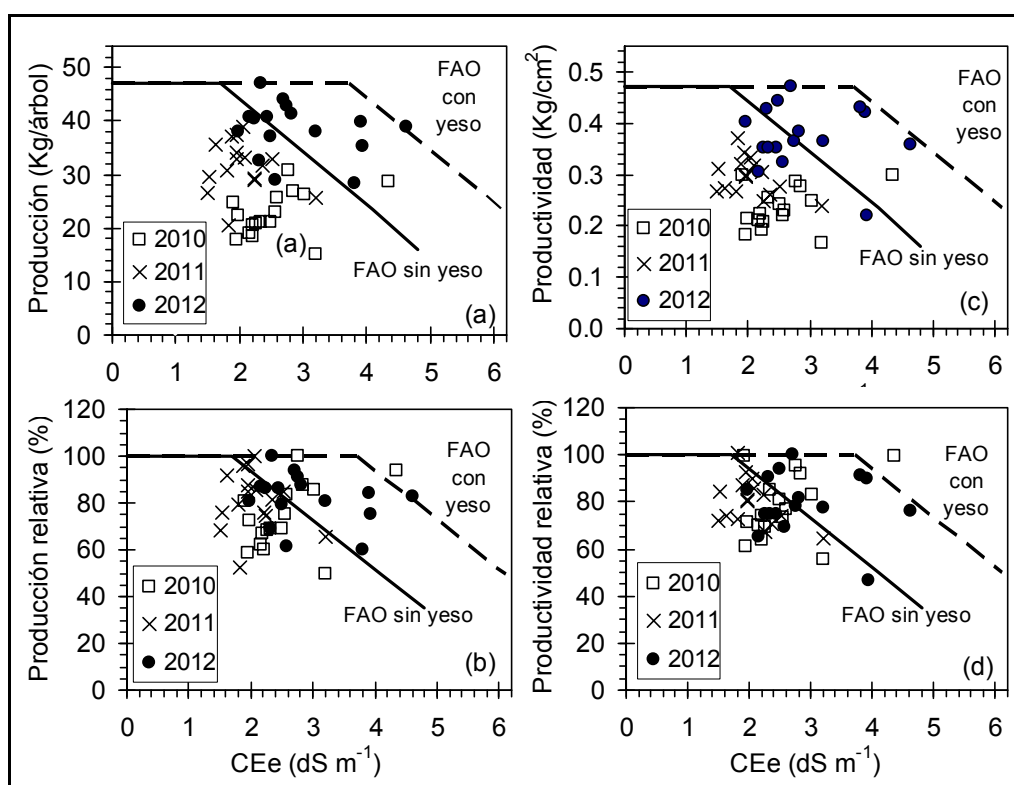 Producción (Kg/árbol)
50
40
30
20
10
0
FAO
con
yeso
2010
2011
2012
(a)
FAO sin yeso
(a)
0 1 2 3 4 5 6
Productividad (Kg/cm²)
0.5
0.4
0.3
0.2
0.1
0.0
FAO
con
yeso
2010
2011
2012
FAO sin yeso
(c)
0 1 2 3 4 5 6
Producción relativa (%)
120
100
80
60
40
20
0
FAO
con
yeso
2010
2011
2012
FAO sin yeso
(b)
0 1 2 3 4 5 6
CEe (dS m⁻¹)
Productividad relativa (%)
120
100
80
60
40
20
0
FAO
con
yeso
2010
2011
2012
FAO sin yeso
(d)
0 1 2 3 4 5 6
CEe (dS m⁻¹)